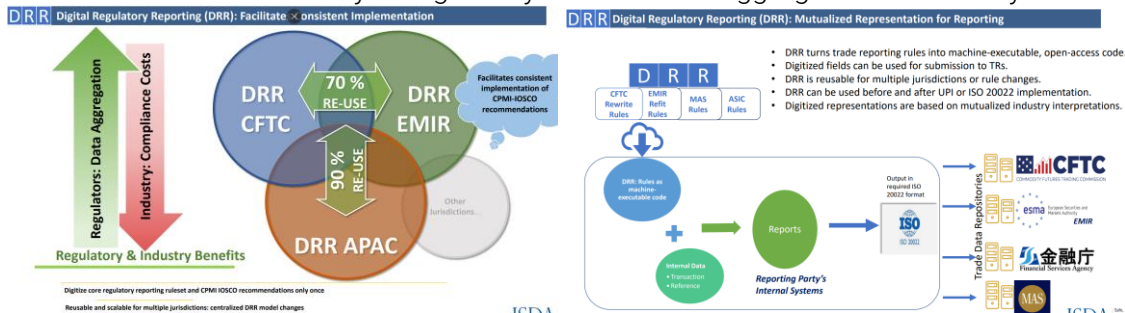 DRR Digital Regulatory Reporting (DRR): Facilitate Consistent Implementation
Regulators: Data Aggregation
Industry: Compliance Costs
DRR
CFTC
70 %
RE-USE
DRR
EMIR
Facilitates consistent
implementation of
CPMI-IOSCO
recommendations
90 %
RE-USE
DRR APAC
Other
Jurisdictions...
Regulatory & Industry Benefits
Digitize core regulatory reporting ruleset and CPMI IOSCO recommendations only once
Reusable and scalable for multiple jurisdictions: centralized DRR model changes
ISDA
DRR Digital Regulatory Reporting (DRR): Mutualized Representation for Reporting
• DRR turns trade reporting rules into machine-executable, open-access code.
• Digitized fields can be used for submission to TRs.
• DRR is reusable for multiple jurisdictions or rule changes.
• DRR can be used before and after UPI or ISO 20022 implementation.
• Digitized representations are based on mutualized industry interpretations.
D R R
CFTC
Rewrite
Rules
EMIR
Refit
Rules
MAS
Rules
ASIC
Rules
DRR: Rules as
machine-
executable code
Internal Data
• Transaction
• Reference
Reports
Reporting Party's
Internal Systems
Output in
required ISO
20022 format
ISO
ISO 20022
Trade Data Repositories
CFTC
COMMODITY FUTURES TRADING COMMISSION
esma
European Securities and
Markets Authority
EMIR
金融庁
Financial Services Agency
MAS
ISDA